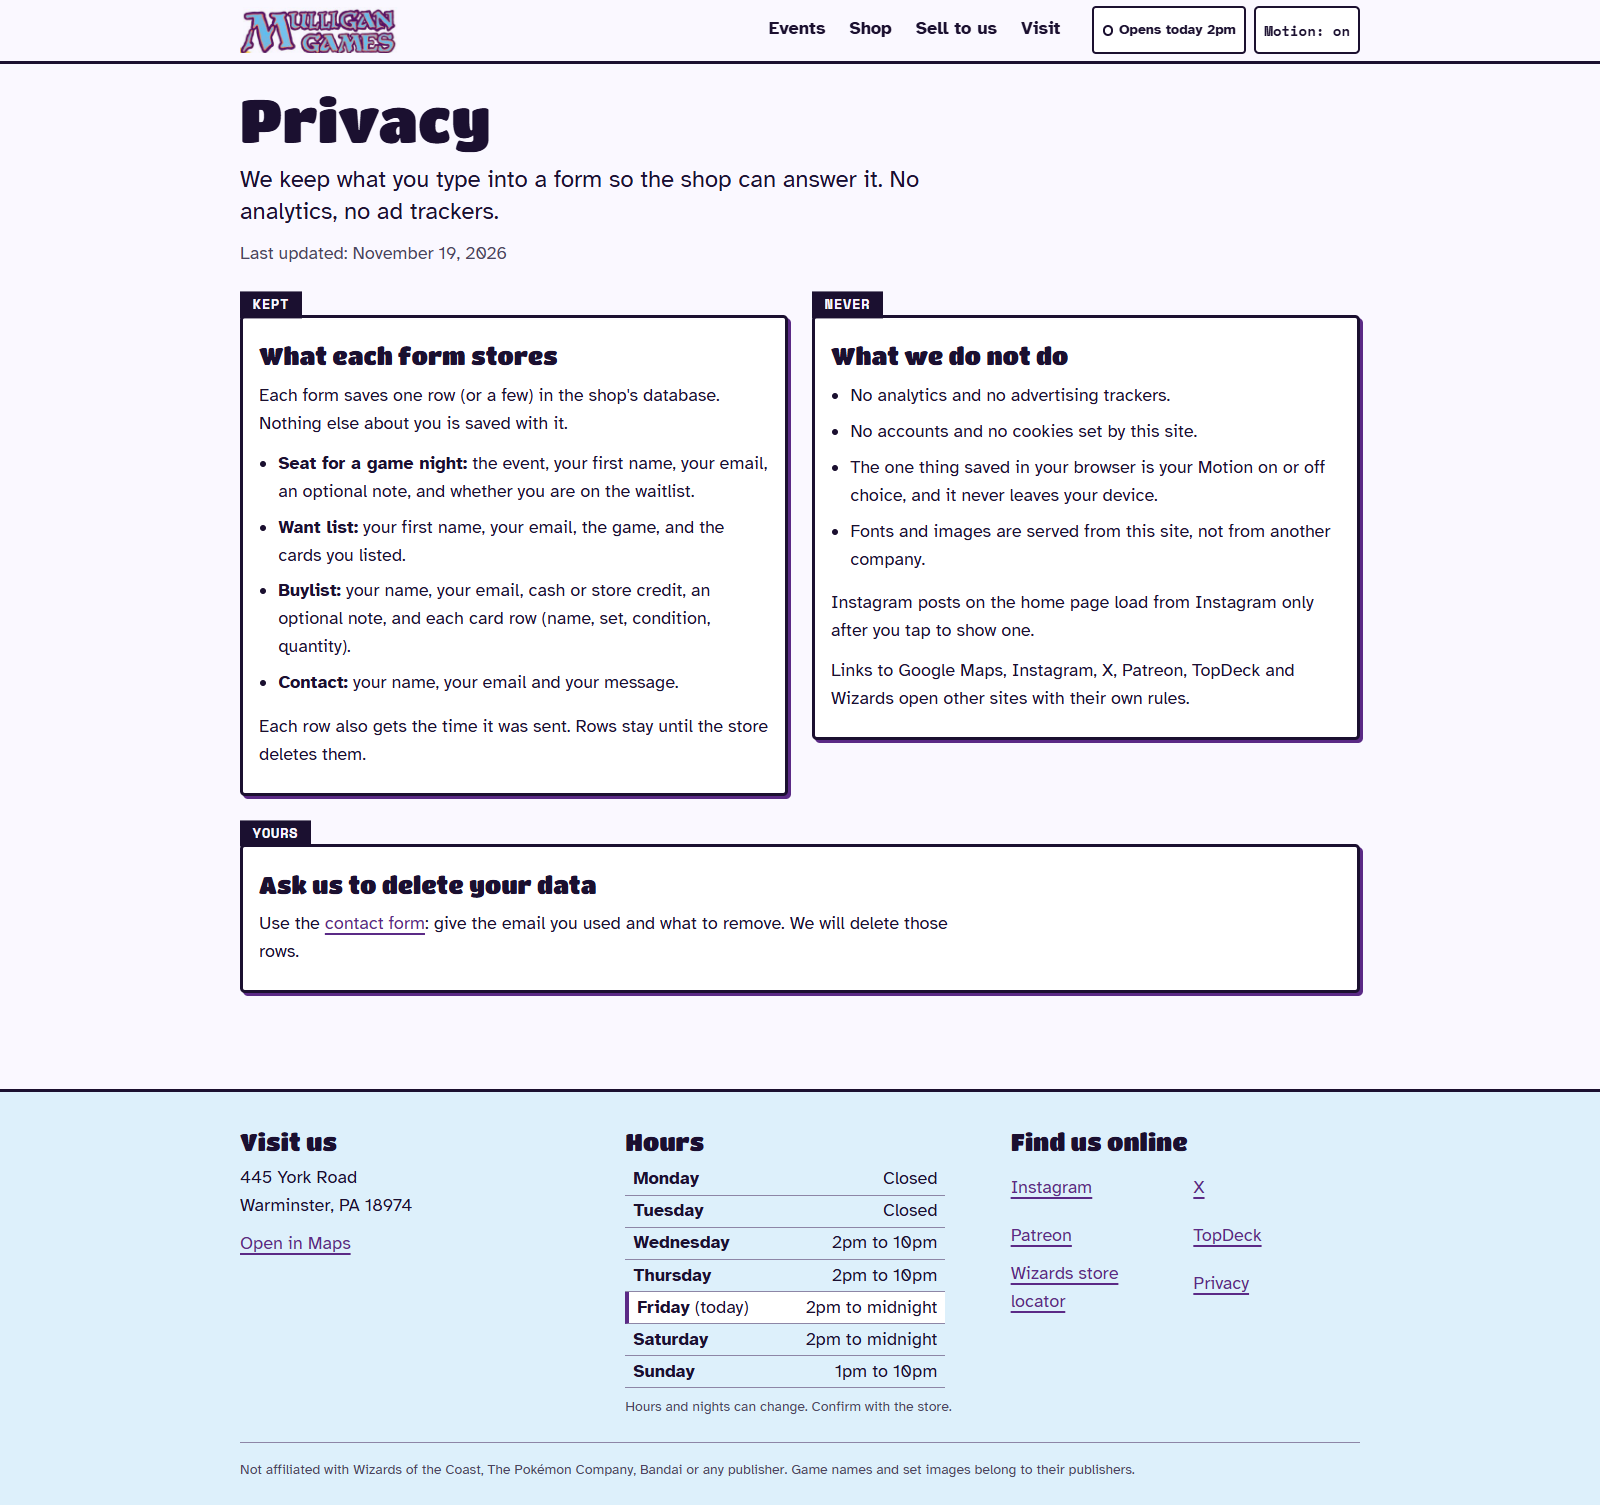 MULLIGAN GAMES
Events Shop Sell to us Visit Opens today 2pm Motion: on
Privacy
We keep what you type into a form so the shop can answer it. No
analytics, no ad trackers.
Last updated: November 19, 2026
KEPT
What each form stores
Each form saves one row (or a few) in the shop's database.
Nothing else about you is saved with it.
• Seat for a game night: the event, your first name, your email,
an optional note, and whether you are on the waitlist.
• Want list: your first name, your email, the game, and the
cards you listed.
• Buylist: your name, your email, cash or store credit, an
optional note, and each card row (name, set, condition,
quantity).
• Contact: your name, your email and your message.
Each row also gets the time it was sent. Rows stay until the store
deletes them.
NEVER
What we do not do
• No analytics and no advertising trackers.
• No accounts and no cookies set by this site.
• The one thing saved in your browser is your Motion on or off
choice, and it never leaves your device.
• Fonts and images are served from this site, not from another
company.
Instagram posts on the home page load from Instagram only
after you tap to show one.
Links to Google Maps, Instagram, X, Patreon, TopDeck and
Wizards open other sites with their own rules.
YOURS
Ask us to delete your data
Use the contact form: give the email you used and what to remove. We will delete those
rows.
Visit us
445 York Road
Warminster, PA 18974
Open in Maps
Hours
Monday Closed
Tuesday Closed
Wednesday 2pm to 10pm
Thursday 2pm to 10pm
Friday (today) 2pm to midnight
Saturday 2pm to midnight
Sunday 1pm to 10pm
Hours and nights can change. Confirm with the store.
Find us online
Instagram X
Patreon TopDeck
Wizards store
locator
Privacy
Not affiliated with Wizards of the Coast, The Pokémon Company, Bandai or any publisher. Game names and set images belong to their publishers.